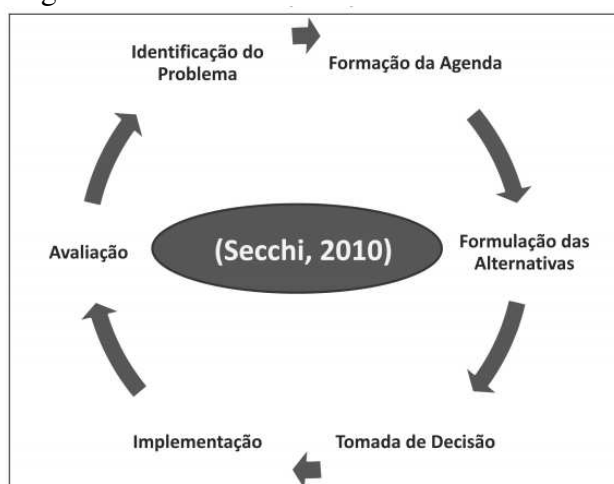 Identificação do
Problema
Formação da Agenda
Avaliação
(Secchi, 2010)
Formulação das
Alternativas
Implementação
Tomada de Decisão